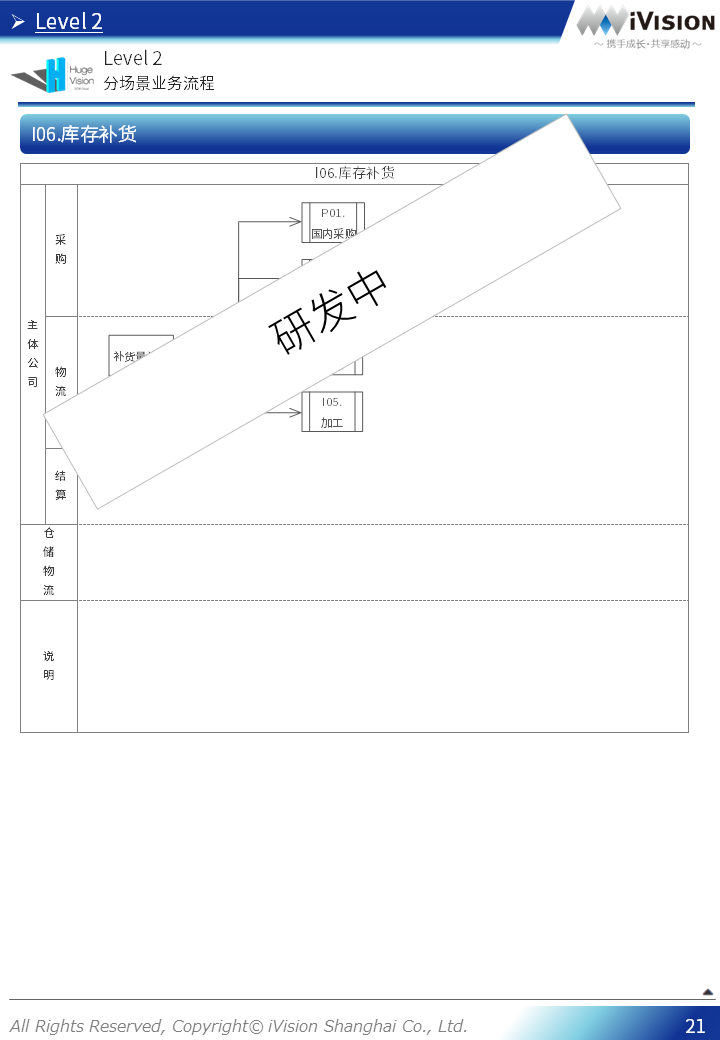 Level 2
iVISION
～ 携手成长·共享感动 ～
Huge
Vision
Level 2
分场景业务流程
I06.库存补货
I06.库存补货
主体公司
采购
P01.
国内采购
研发中
物流
补货量
I05.
加工
结算
仓储物流
说明
All Rights Reserved, Copyright© iVision Shanghai Co., Ltd.
21